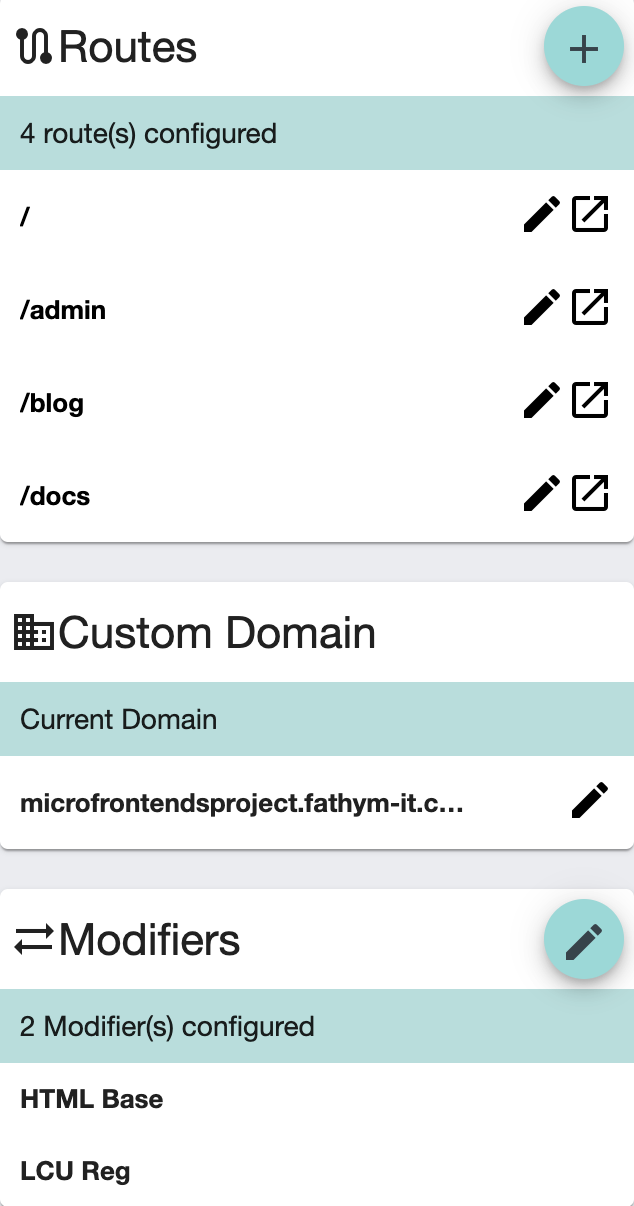 Routes
4 route(s) configured
/
/admin
/blog
/docs
Custom Domain
Current Domain
microfrontendsproject.fathym-it.c...
Modifiers
2 Modifier(s) configured
HTML Base
LCU Reg